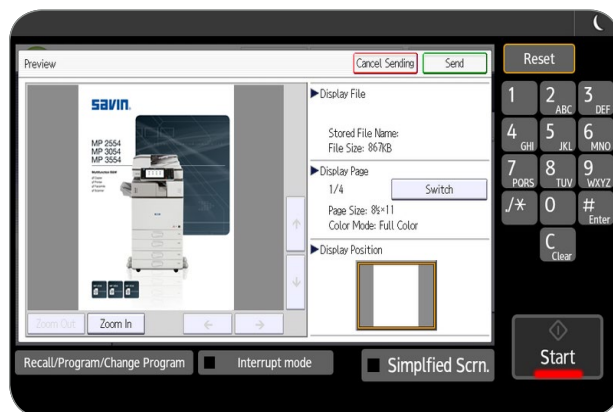 Preview
Cancel Sending
Send
Reset
savin.
MP 2554
MP 3054
MP 3554
Display File
Stored File Name:
File Size: 867KB
Display Page
1/4
Switch
Page Size: 8½×11
Color Mode: Full Color
Display Position
Zoom Out
Zoom In
1
2 ABC
3 DEF
4 GHI
5 JKL
6 MNO
7 PQRS
8 TUV
9 WXYZ
./*
0
# Enter
C Clear
Recall/Program/Change Program
Interrupt mode
Simplfied Scrn.
Start